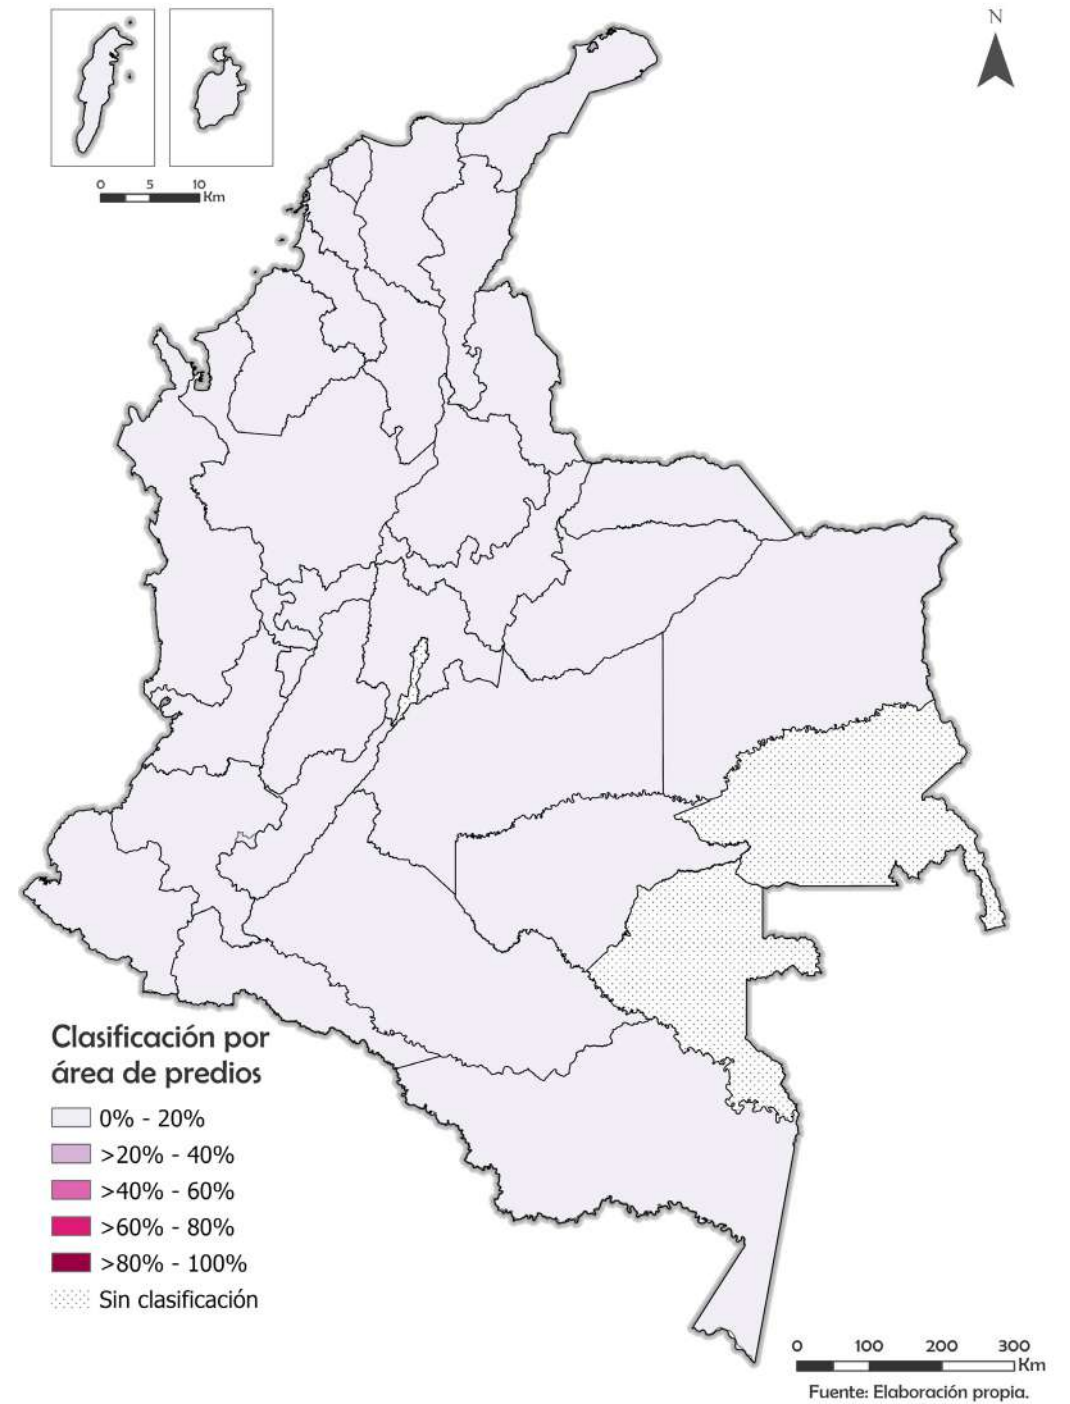 N
0 5 10
Km
Clasificación por
área de predios
0% - 20%
>20% - 40%
>40% - 60%
>60% - 80%
>80% - 100%
Sin clasificación
0 100 200 300
Km
Fuente: Elaboración propia.